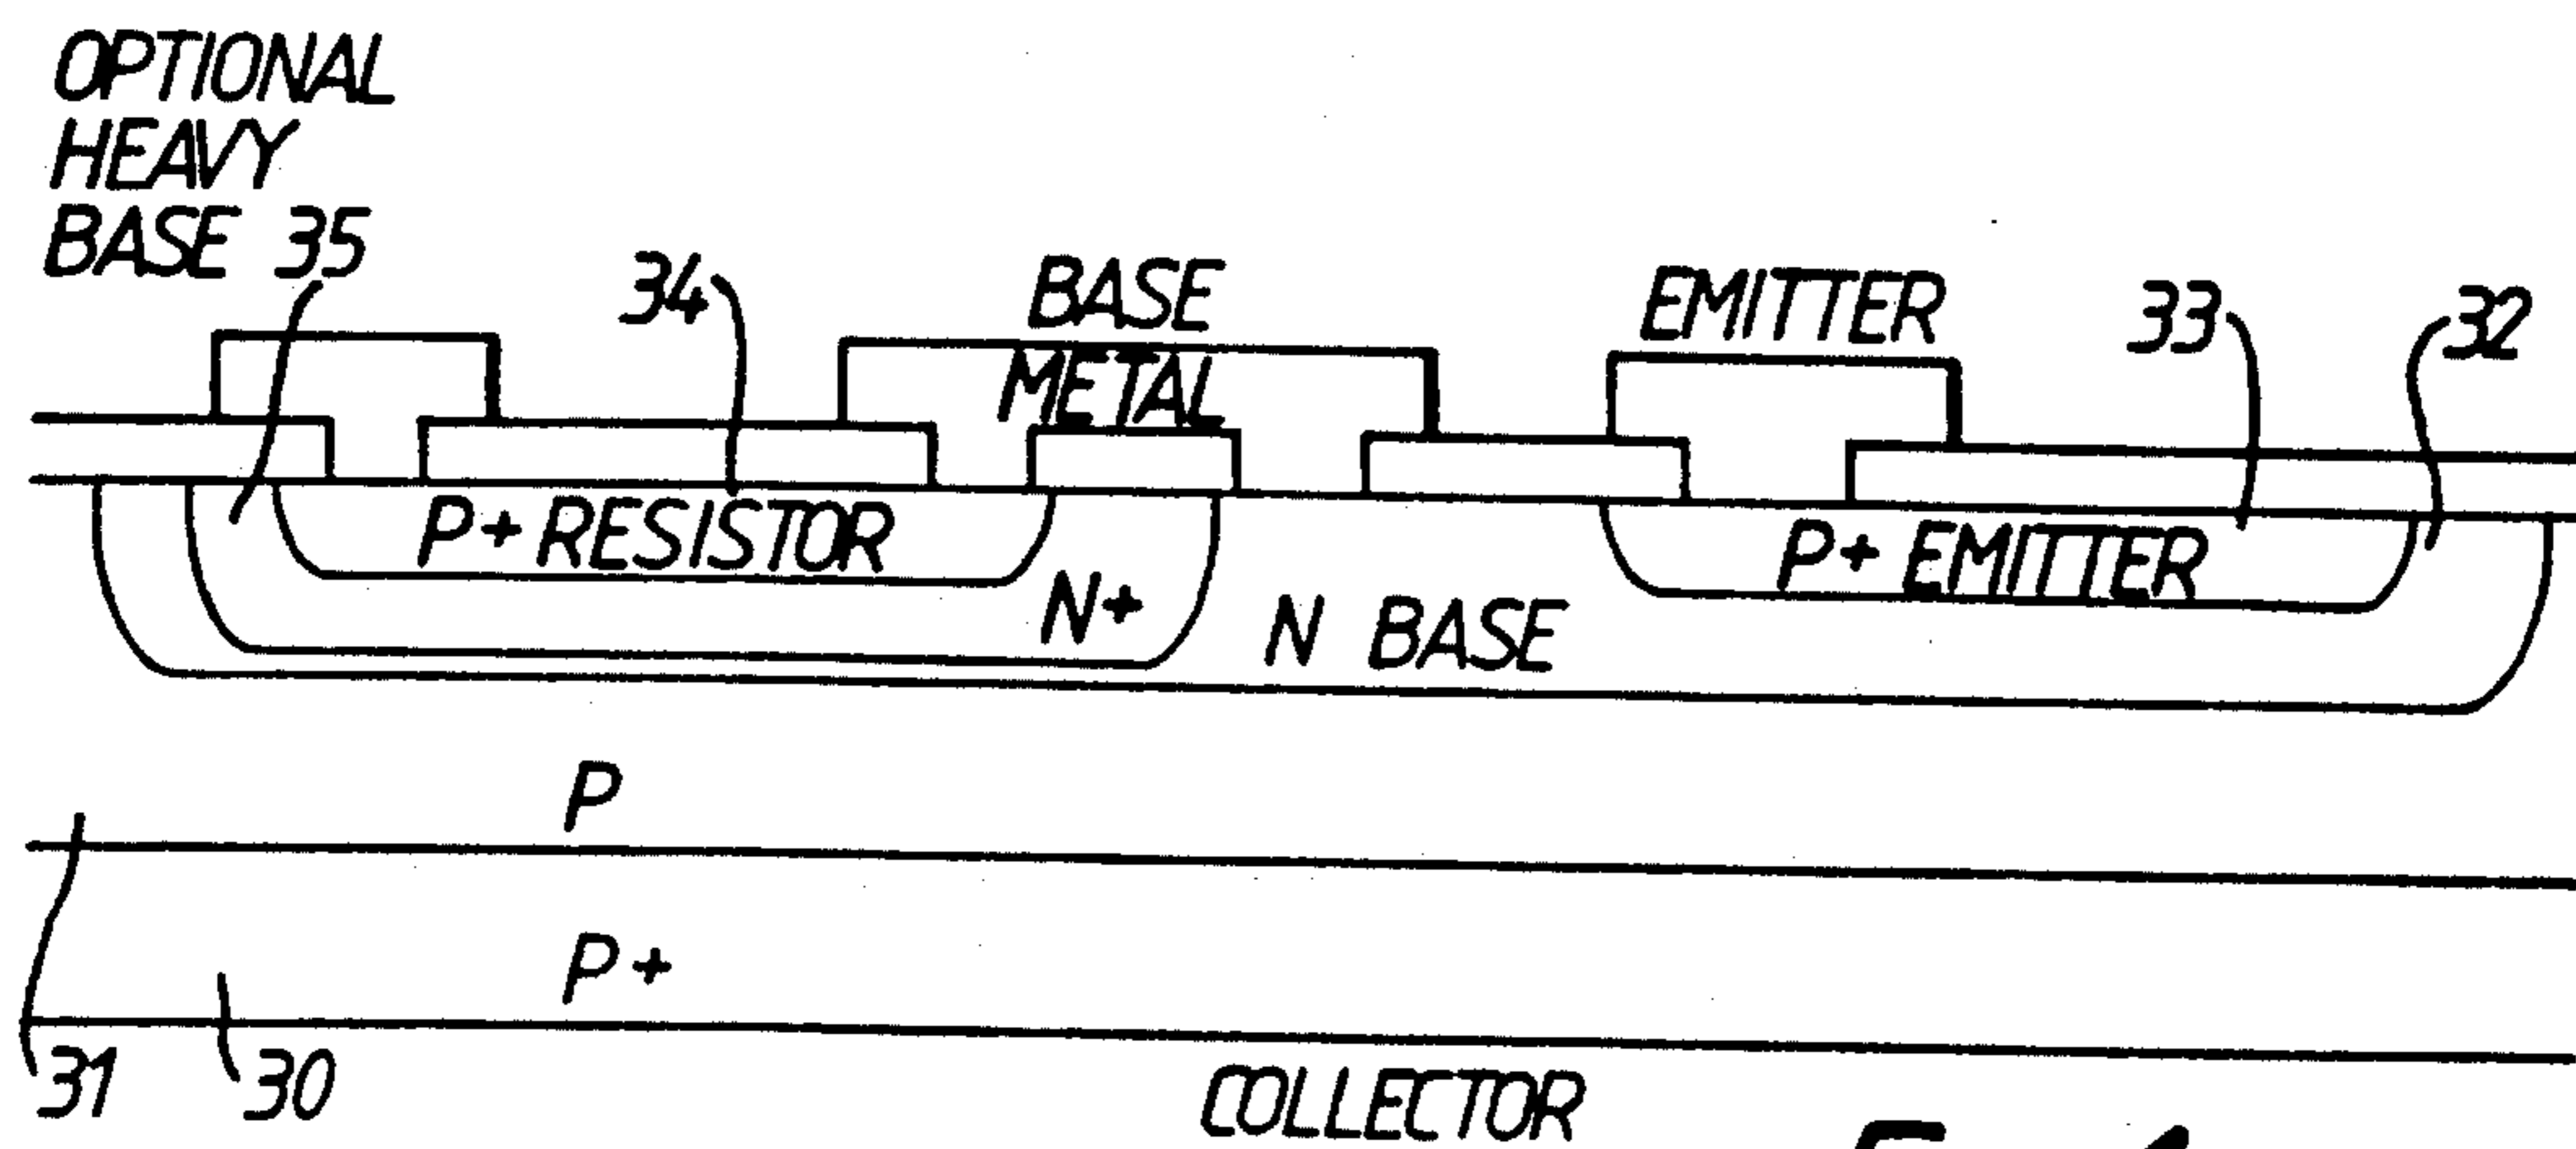 OPTIONAL
HEAVY
BASE 35
34
BASE
METAL
EMITTER
33
32
P+ RESISTOR
N+
N BASE
P+ EMITTER
P
P+
31
30
COLLECTOR